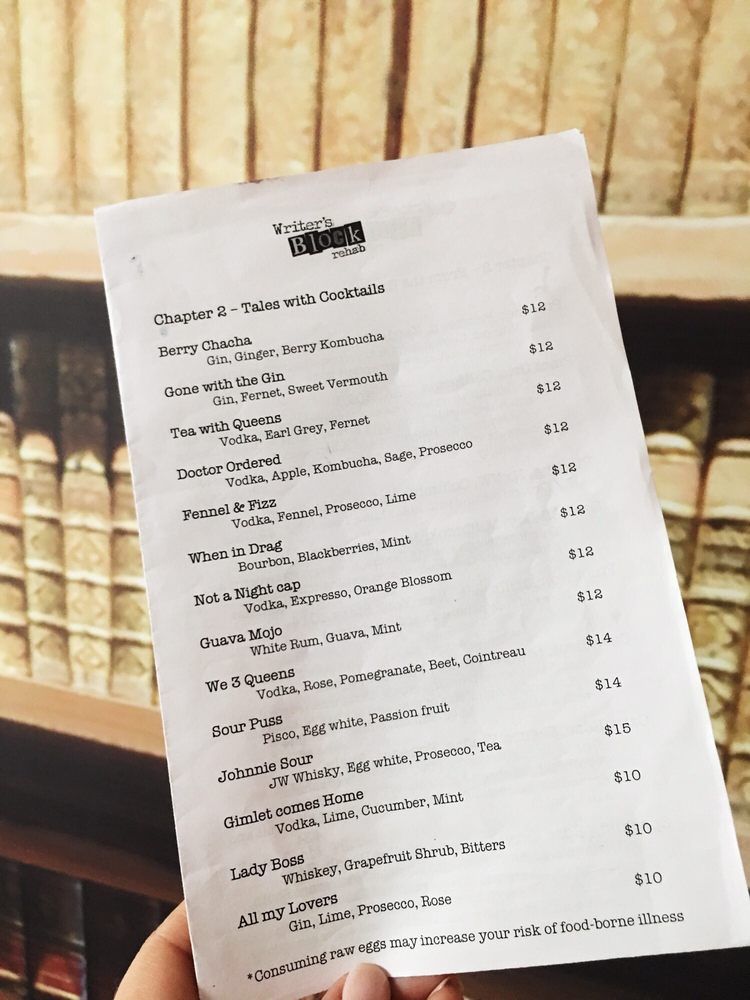 Writer's
Block
rehab
Chapter 2 – Tales with Cocktails
Berry Chacha $12
Gin, Ginger, Berry Kombucha
Gone with the Gin $12
Gin, Fernet, Sweet Vermouth
Tea with Queens $12
Vodka, Earl Grey, Fernet
Doctor Ordered $12
Vodka, Apple, Kombucha, Sage, Prosecco
Fennel & Fizz $12
Vodka, Fennel, Prosecco, Lime
When in Drag $12
Bourbon, Blackberries, Mint
Not a Night cap $12
Vodka, Expresso, Orange Blossom
Guava Mojo $12
White Rum, Guava, Mint
We 3 Queens $14
Vodka, Rose, Pomegranate, Beet, Cointreau
Sour Puss $14
Pisco, Egg white, Passion fruit
Johnnie Sour $15
JW Whisky, Egg white, Prosecco, Tea
Gimlet comes Home $10
Vodka, Lime, Cucumber, Mint
Lady Boss $10
Whiskey, Grapefruit Shrub, Bitters
All my Lovers $10
Gin, Lime, Prosecco, Rose
*Consuming raw eggs may increase your risk of food-borne illness